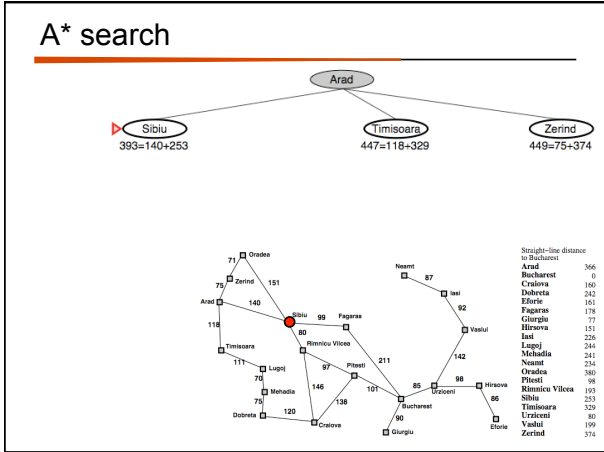 A* search
Arad
Sibiu
Timisoara
Zerind
393=140+253
447=118+329
449=75+374
Oradea
71
Neamt
87
Zerind
151
Iasi
75
Arad
140
92
Sibiu
99
Fagaras
118
80
Vaslui
Timisoara
Rimnicu Vilcea
111
Lugoj
97
Pitesti
211
142
70
98
Hirsova
Mehadia
146
101
85
Urziceni
75
138
86
120
Bucharest
Dobreta
90
Craiova
Eforie
Giurgiu
Straight−line distance
to Bucharest
Arad 366
Bucharest 0
Craiova 160
Dobreta 242
Eforie 161
Fagaras 178
Giurgiu 77
Hirsova 151
Iasi 226
Lugoj 244
Mehadia 241
Neamt 234
Oradea 380
Pitesti 98
Rimnicu Vilcea 193
Sibiu 253
Timisoara 329
Urziceni 80
Vaslui 199
Zerind 374